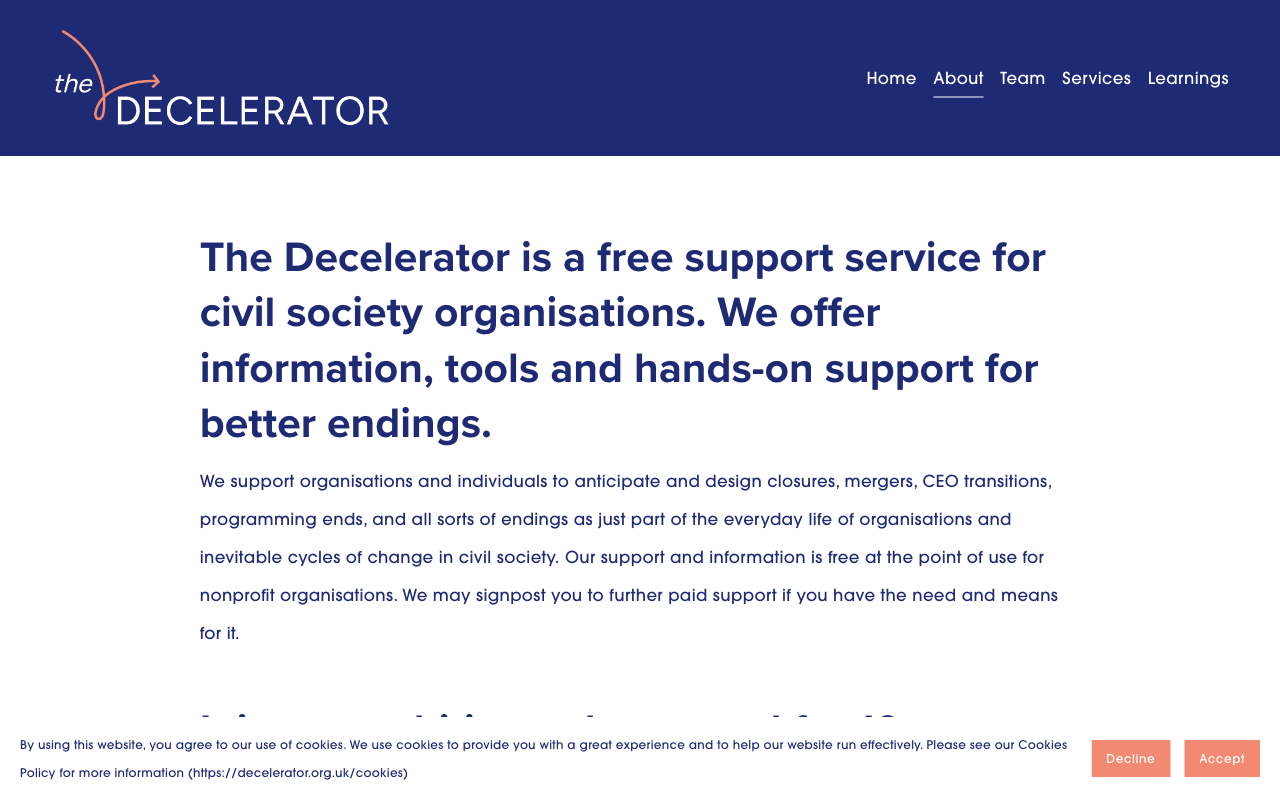 the
DECELERATOR
Home About Team Services Learnings
The Decelerator is a free support service for
civil society organisations. We offer
information, tools and hands-on support for
better endings.
We support organisations and individuals to anticipate and design closures, mergers, CEO transitions,
programming ends, and all sorts of endings as just part of the everyday life of organisations and
inevitable cycles of change in civil society. Our support and information is free at the point of use for
nonprofit organisations. We may signpost you to further paid support if you have the need and means
for it.
By using this website, you agree to our use of cookies. We use cookies to provide you with a great experience and to help our website run effectively. Please see our Cookies
Policy for more information (https://decelerator.org.uk/cookies)
Decline Accept